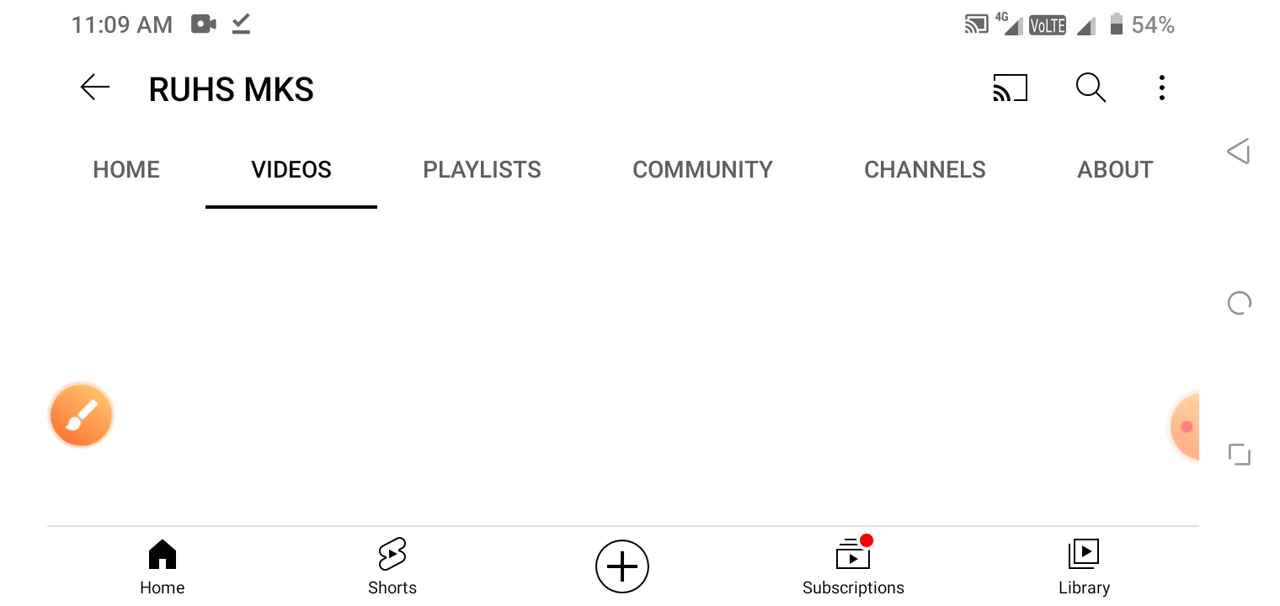 11:09 AM 4G VoLTE 54%
RUHS MKS
HOME VIDEOS PLAYLISTS COMMUNITY CHANNELS ABOUT
Home Shorts Subscriptions Library